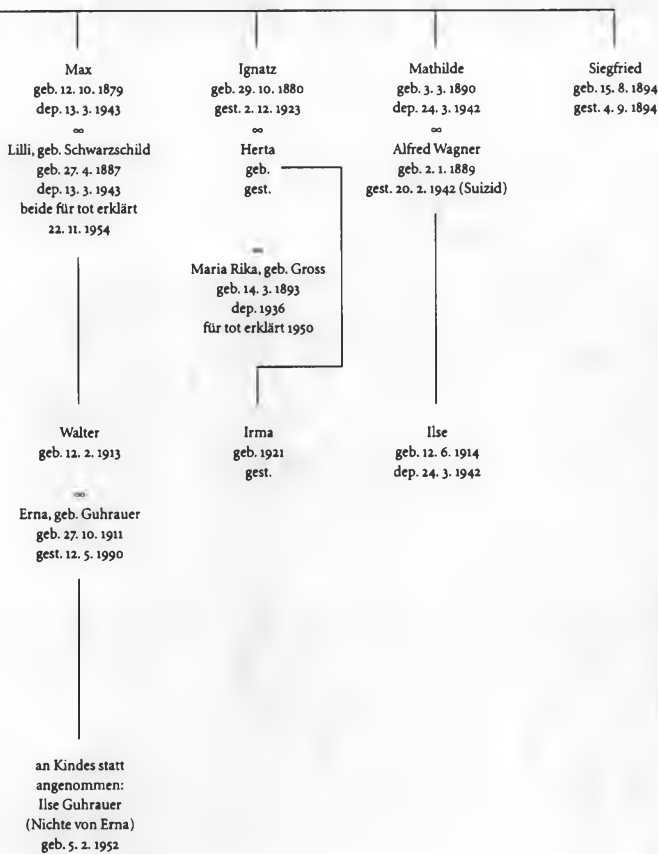 Max
geb. 12. 10. 1879
dep. 13. 3. 1943
∞
Lilli, geb. Schwarzschild
geb. 27. 4. 1887
dep. 13. 3. 1943
beide für tot erklärt
22. 11. 1954
Walter
geb. 12. 2. 1913
∞
Erna, geb. Guhrauer
geb. 27. 10. 1911
gest. 12. 5. 1990
an Kindes statt
angenommen:
Ilse Guhrauer
(Nichte von Erna)
geb. 5. 2. 1952
Ignatz
geb. 29. 10. 1880
gest. 2. 12. 1923
∞
Herta
geb.
gest.
∞
Maria Rika, geb. Gross
geb. 14. 3. 1893
dep. 1936
für tot erklärt 1950
Irma
geb. 1921
gest.
Mathilde
geb. 3. 3. 1890
dep. 24. 3. 1942
∞
Alfred Wagner
geb. 2. 1. 1889
gest. 20. 2. 1942 (Suizid)
Ilse
geb. 12. 6. 1914
dep. 24. 3. 1942
Siegfried
geb. 15. 8. 1894
gest. 4. 9. 1894